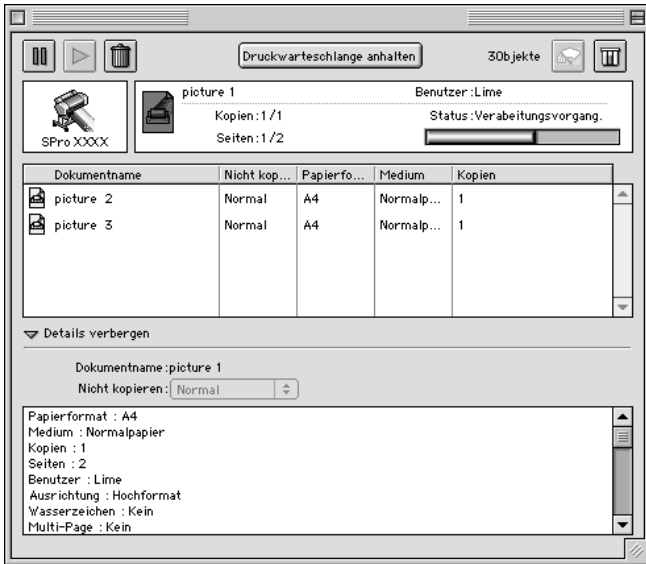 Druckwarteschlange anhalten 3Objekte
SPro XXXX
picture 1 Benutzer :Lime
Kopien:1/1 Status:Verabeitungsvorgang.
Seiten:1/2
Dokumentname Nicht kop... Papierfo... Medium Kopien
picture 2 Normal A4 Normalp... 1
picture 3 Normal A4 Normalp... 1
Details verbergen
Dokumentname:picture 1
Nicht kopieren: Normal
Papierformat : A4
Medium : Normalpapier
Kopien : 1
Seiten : 2
Benutzer : Lime
Ausrichtung : Hochformat
Wasserzeichen : Kein
Multi-Page : Kein